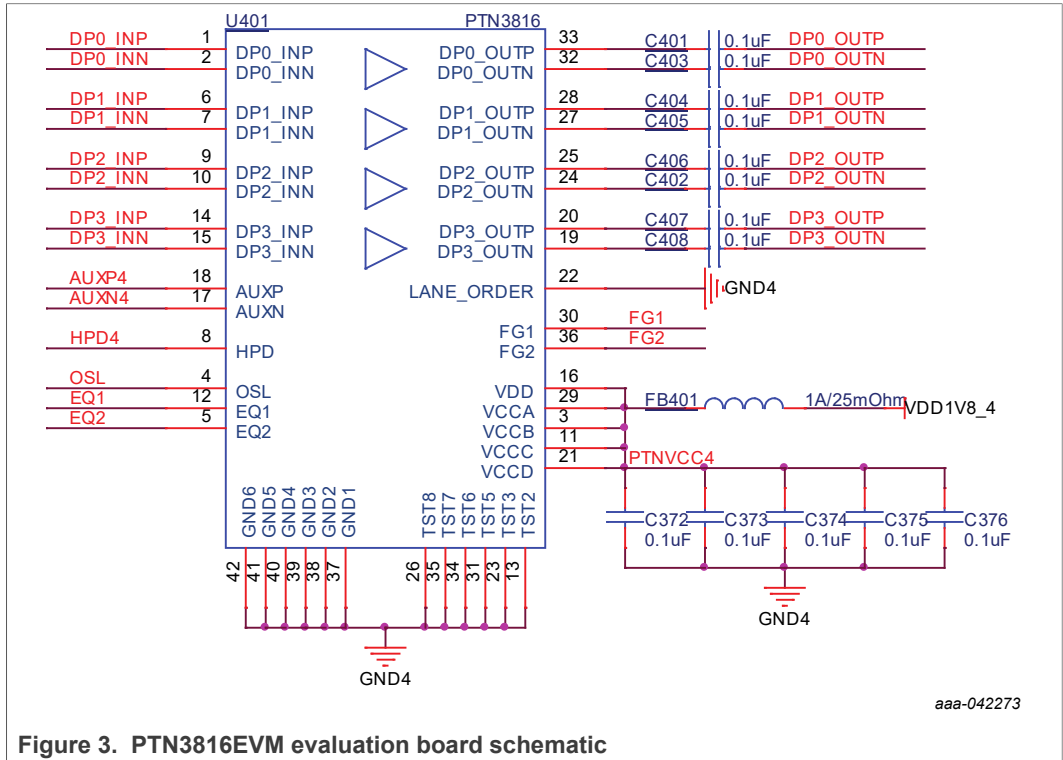 U401 PTN3816
DP0_INP 1 DP0_INP DP0_OUTP 33 C401 0.1uF DP0_OUTP
DP0_INN 2 DP0_INN DP0_OUTN 32 C403 0.1uF DP0_OUTN
DP1_INP 6 DP1_INP DP1_OUTP 28 C404 0.1uF DP1_OUTP
DP1_INN 7 DP1_INN DP1_OUTN 27 C405 0.1uF DP1_OUTN
DP2_INP 9 DP2_INP DP2_OUTP 25 C406 0.1uF DP2_OUTP
DP2_INN 10 DP2_INN DP2_OUTN 24 C402 0.1uF DP2_OUTN
DP3_INP 14 DP3_INP DP3_OUTP 20 C407 0.1uF DP3_OUTP
DP3_INN 15 DP3_INN DP3_OUTN 19 C408 0.1uF DP3_OUTN
AUXP4 18 AUXP LANE_ORDER 22 GND4
AUXN4 17 AUXN
FG1 30 FG1
HPD4 8 HPD FG2 36 FG2
OSL 4 OSL VDD 16
EQ1 12 EQ1 VCCA 29 FB401 1A/25mOhm VDD1V8_4
EQ2 5 EQ2 VCCB 3
VCCC 11
VCCD 21 PTNVCC4
GND6 GND5 GND4 GND3 GND2 GND1 TST8 TST7 TST6 TST5 TST3 TST2
C372 C373 C374 C375 C376
0.1uF 0.1uF 0.1uF 0.1uF 0.1uF
42 41 40 39 38 37 26 35 34 31 23 13
GND4
GND4
aaa-042273
Figure 3. PTN3816EVM evaluation board schematic